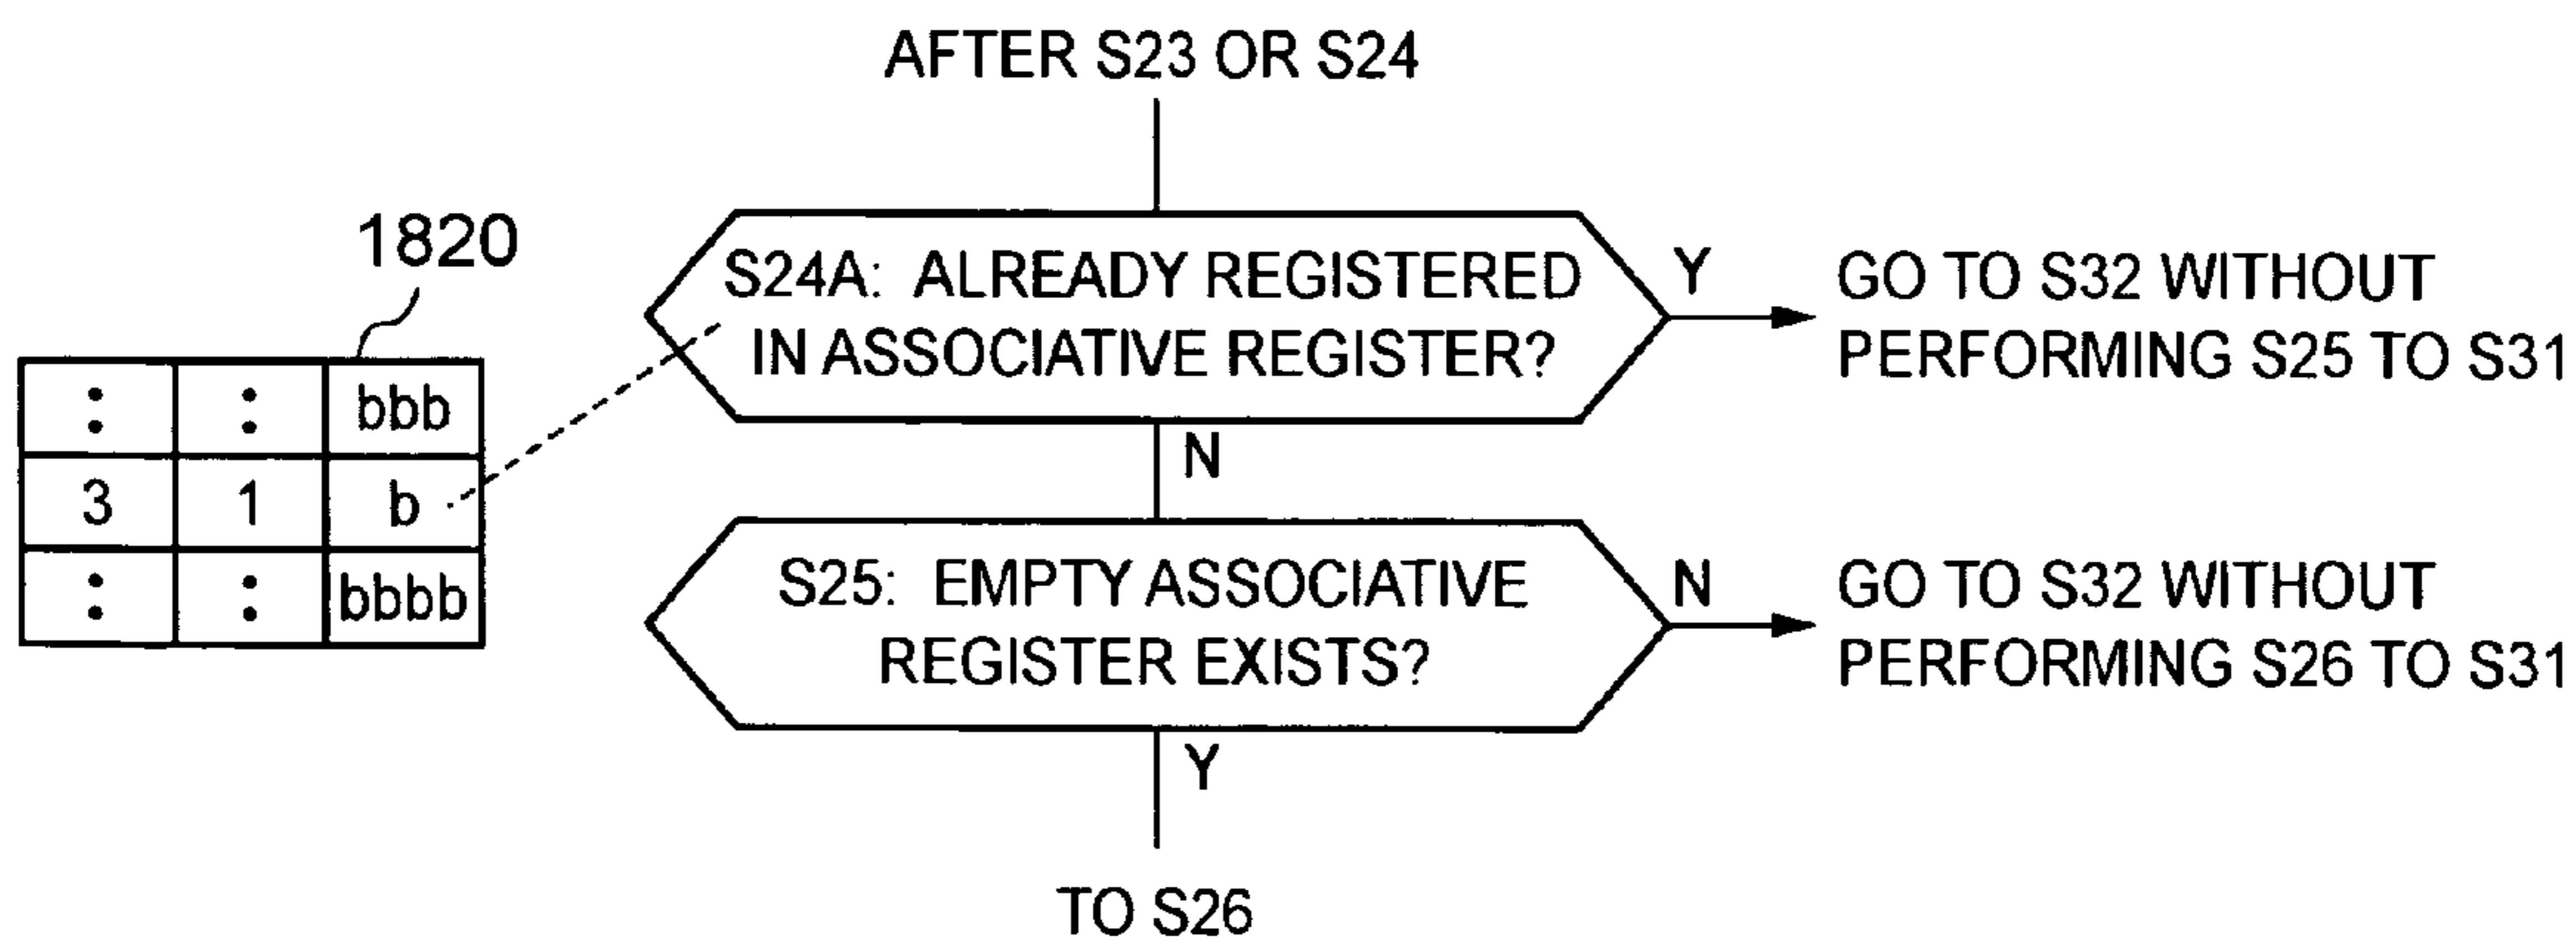 AFTER S23 OR S24
1820
: : bbb
3 1 b
: : bbbb
S24A: ALREADY REGISTERED
IN ASSOCIATIVE REGISTER?
Y
GO TO S32 WITHOUT
PERFORMING S25 TO S31
N
S25: EMPTY ASSOCIATIVE
REGISTER EXISTS?
N
GO TO S32 WITHOUT
PERFORMING S26 TO S31
Y
TO S26